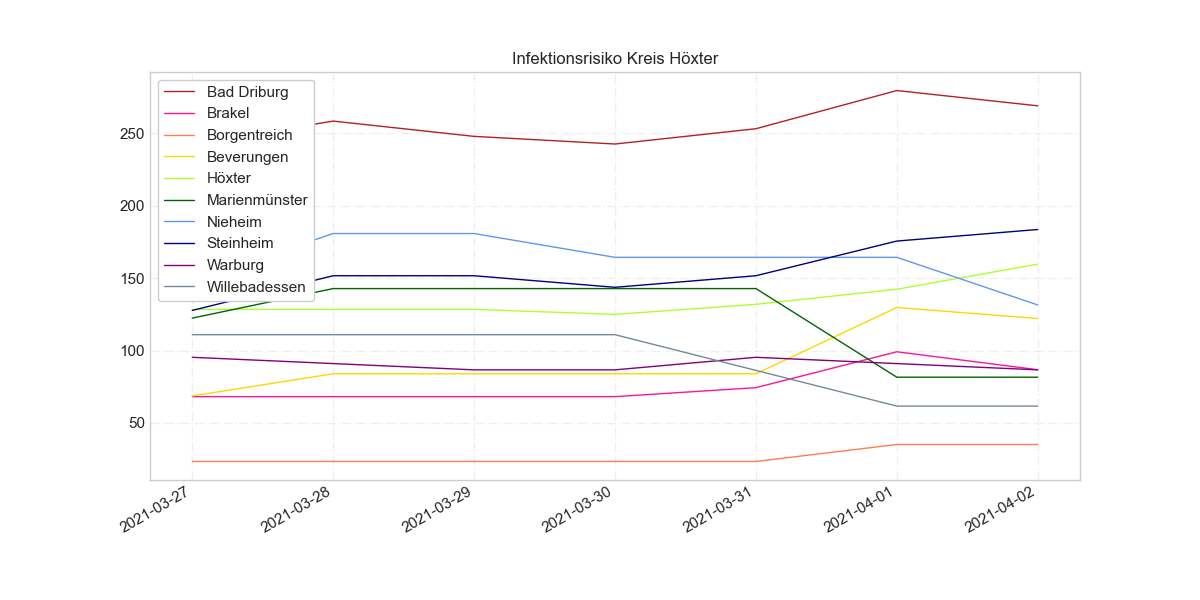 Infektionsrisiko Kreis Höxter
Bad Driburg
Brakel
Borgentreich
Beverungen
Höxter
Marienmünster
Nieheim
Steinheim
Warburg
Willebadessen
250
200
150
100
50
2021-03-27
2021-03-28
2021-03-29
2021-03-30
2021-03-31
2021-04-01
2021-04-02